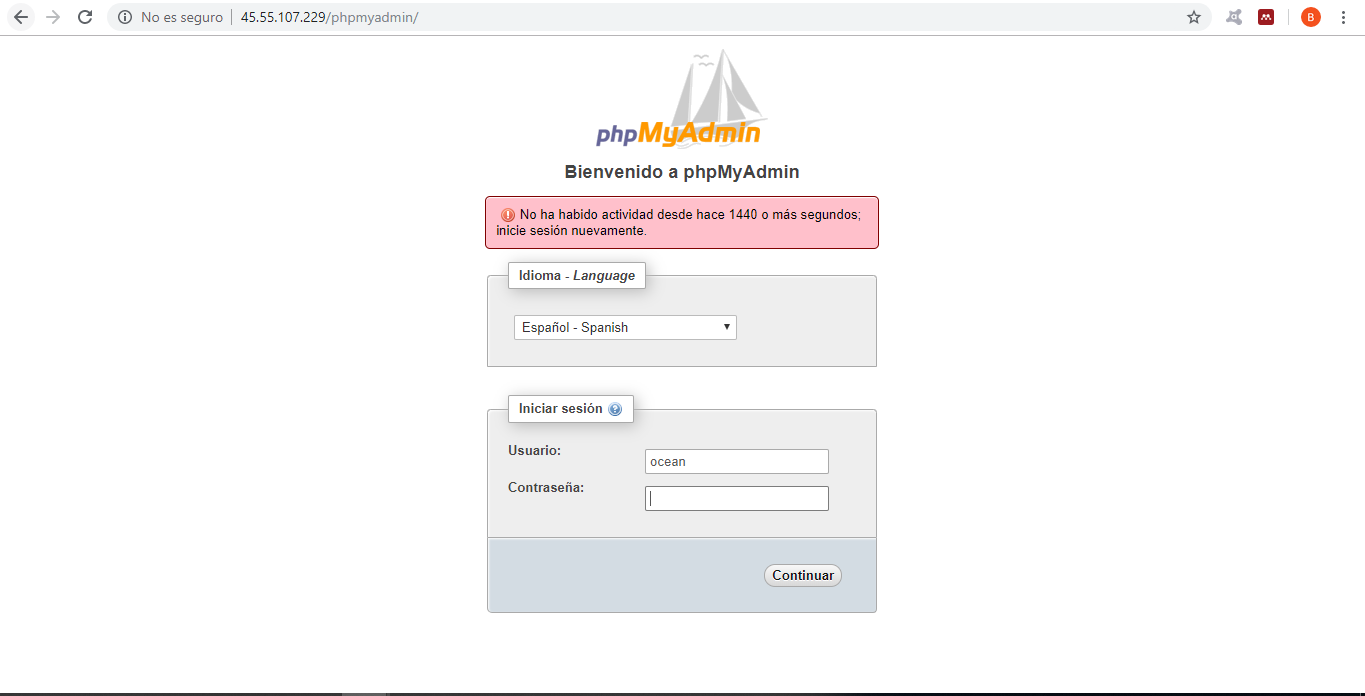 No es seguro 45.55.107.229/phpmyadmin/ B
phpMyAdmin
Bienvenido a phpMyAdmin
No ha habido actividad desde hace 1440 o más segundos;
inicie sesión nuevamente.
Idioma - Language
Español - Spanish
Iniciar sesión
Usuario: ocean
Contraseña:
Continuar